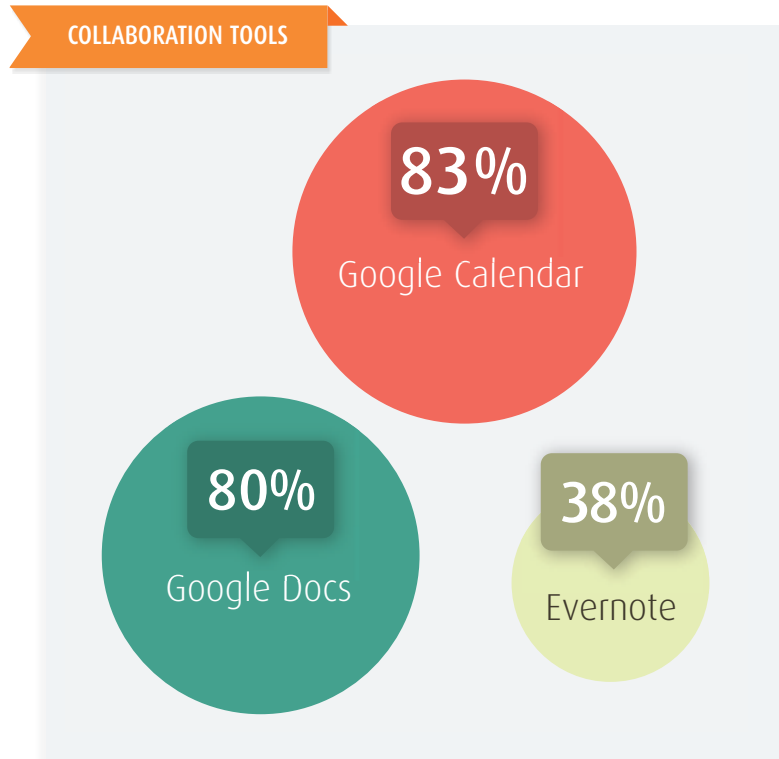 COLLABORATION TOOLS
83%
Google Calendar
80%
Google Docs
38%
Evernote